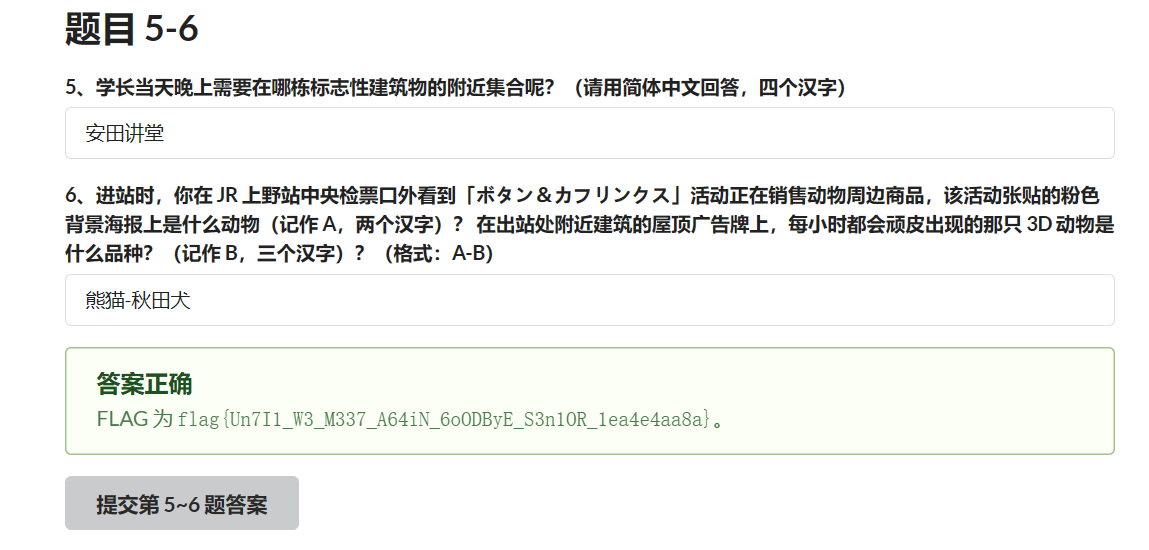 题目 5-6
5、学长当天晚上需要在哪栋标志性建筑物的附近集合呢？（请用简体中文回答，四个汉字）
安田讲堂
6、进站时，你在 JR 上野站中央检票口外看到「ボタン＆カフリンクス」活动正在销售动物周边商品，该活动张贴的粉色
背景海报上是什么动物（记作 A，两个汉字）？ 在出站处附近建筑的屋顶广告牌上，每小时都会顽皮出现的那只 3D 动物是
什么品种？（记作 B，三个汉字）？（格式：A-B）
熊猫-秋田犬
答案正确
FLAG 为 flag{Un7I1_W3_M337_A64iN_6oODByE_S3n1OR_1ea4e4aa8a}。
提交第 5~6 题答案